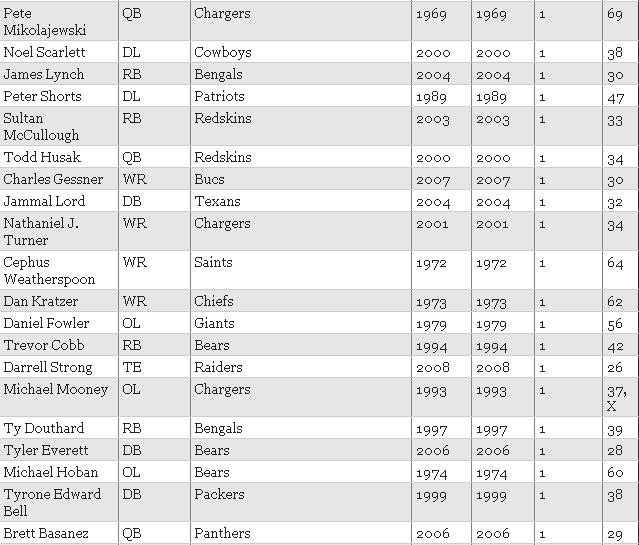 Pete Mikolajewski QB Chargers 1969 1969 1 69
Noel Scarlett DL Cowboys 2000 2000 1 38
James Lynch RB Bengals 2004 2004 1 30
Peter Shorts DL Patriots 1989 1989 1 47
Sultan McCullough RB Redskins 2003 2003 1 33
Todd Husak QB Redskins 2000 2000 1 34
Charles Gessner WR Bucs 2007 2007 1 30
Jammal Lord DB Texans 2004 2004 1 32
Nathaniel J. Turner WR Chargers 2001 2001 1 34
Cephus Weatherspoon WR Saints 1972 1972 1 64
Dan Kratzer WR Chiefs 1973 1973 1 62
Daniel Fowler OL Giants 1979 1979 1 56
Trevor Cobb RB Bears 1994 1994 1 42
Darrell Strong TE Raiders 2008 2008 1 26
Michael Mooney OL Chargers 1993 1993 1 37, X
Ty Douthard RB Bengals 1997 1997 1 39
Tyler Everett DB Bears 2006 2006 1 28
Michael Hoban OL Bears 1974 1974 1 60
Tyrone Edward Bell DB Packers 1999 1999 1 38
Brett Basanez QB Panthers 2006 2006 1 29